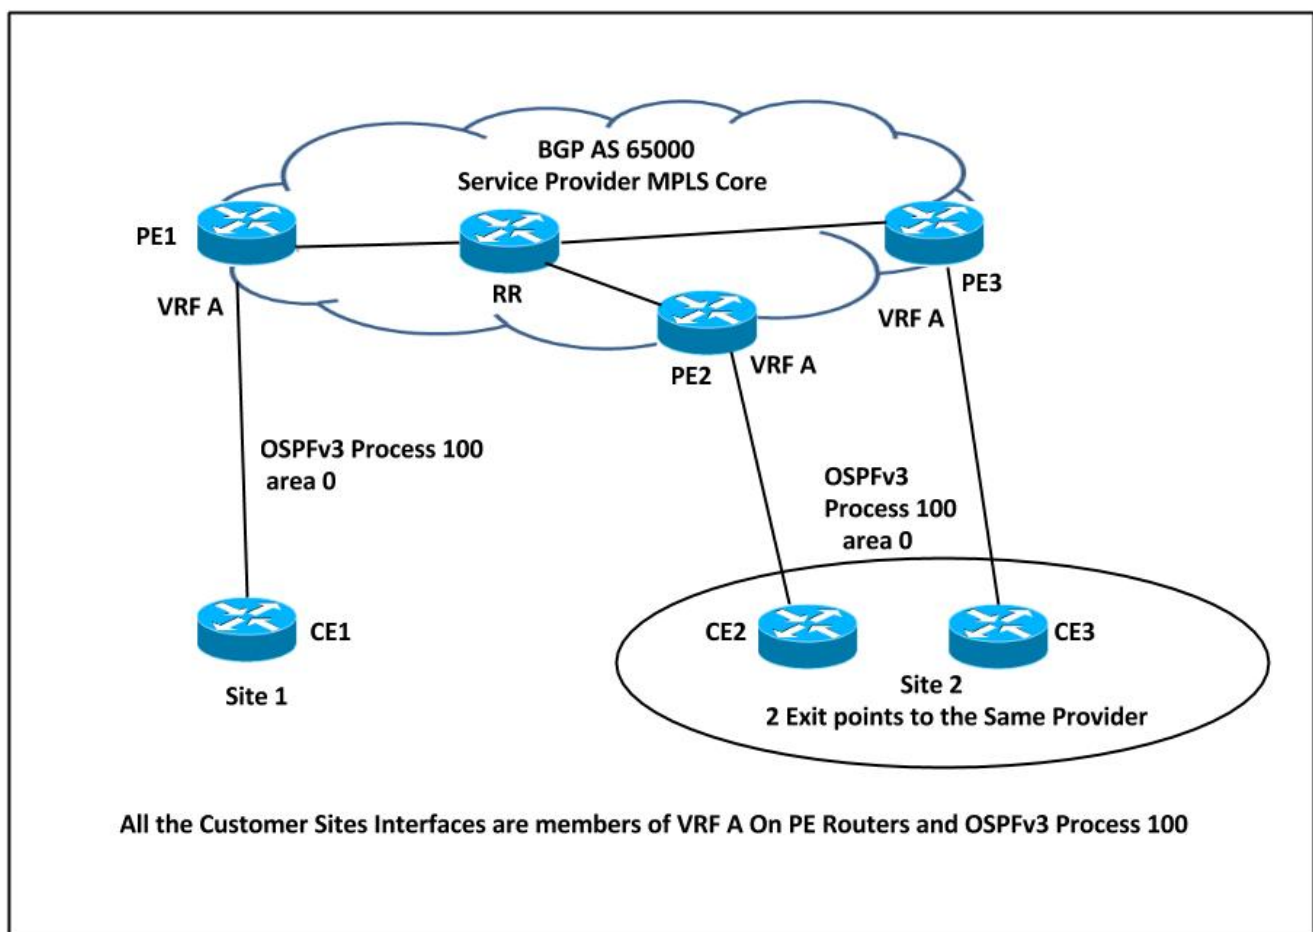 BGP AS 65000
Service Provider MPLS Core
PE1
RR
PE3
VRF A
VRF A
PE2
VRF A
OSPFv3 Process 100
area 0
OSPFv3
Process 100
area 0
CE1
CE2
CE3
Site 1
Site 2
2 Exit points to the Same Provider
All the Customer Sites Interfaces are members of VRF A On PE Routers and OSPFv3 Process 100